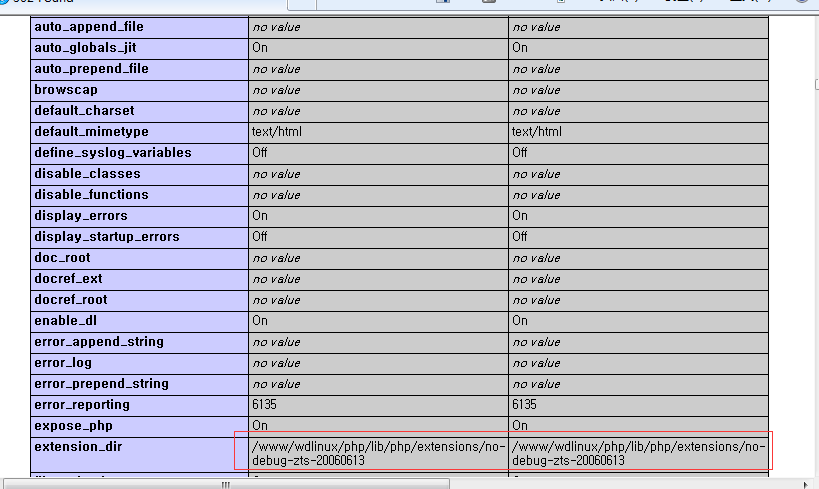 auto_append_file no value no value
auto_globals_jit On On
auto_prepend_file no value no value
browscap no value no value
default_charset no value no value
default_mimetype text/html text/html
define_syslog_variables Off Off
disable_classes no value no value
disable_functions no value no value
display_errors On On
display_startup_errors Off Off
doc_root no value no value
docref_ext no value no value
docref_root no value no value
enable_dl On On
error_append_string no value no value
error_log no value no value
error_prepend_string no value no value
error_reporting 6135 6135
expose_php On On
extension_dir /www/wdlinux/php/lib/php/extensions/no- /www/wdlinux/php/lib/php/extensions/no-
debug-zts-20060613 debug-zts-20060613